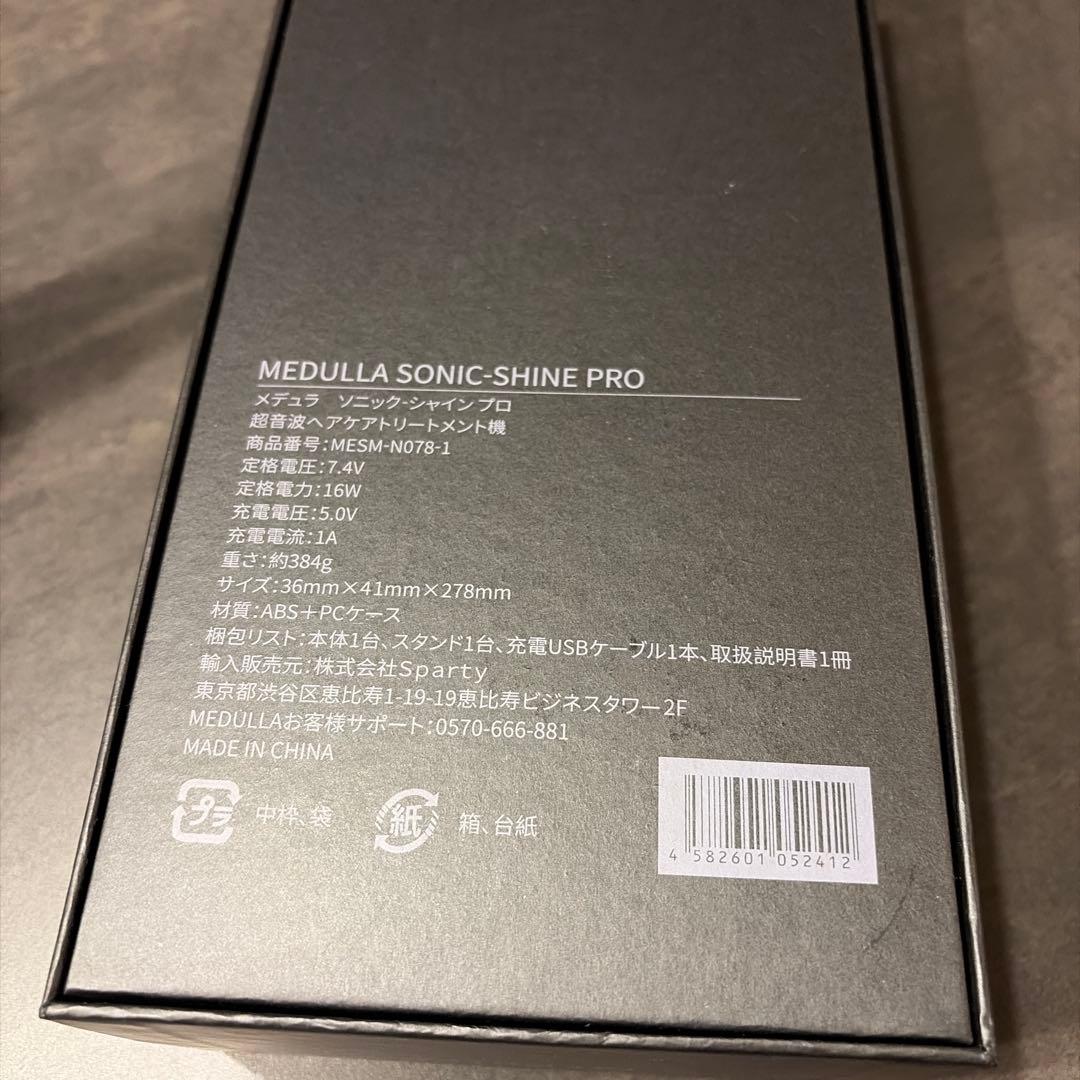 MEDULLA SONIC-SHINE PRO
メデュラ　ソニック-シャイン プロ
超音波ヘアケアトリートメント機
商品番号：MESM-N078-1
定格電圧：7.4V
定格電力：16W
充電電圧：5.0V
充電電流：1A
重さ：約384g
サイズ：36mm×41mm×278mm
材質：ABS＋PCケース
梱包リスト：本体1台、スタンド1台、充電USBケーブル1本、取扱説明書1冊
輸入販売元：株式会社Sparty
東京都渋谷区恵比寿1-19-19恵比寿ビジネスタワー2F
MEDULLAお客様サポート：0570-666-881
MADE IN CHINA
プラ 中枠、袋 紙 箱、台紙
4 582601 052412